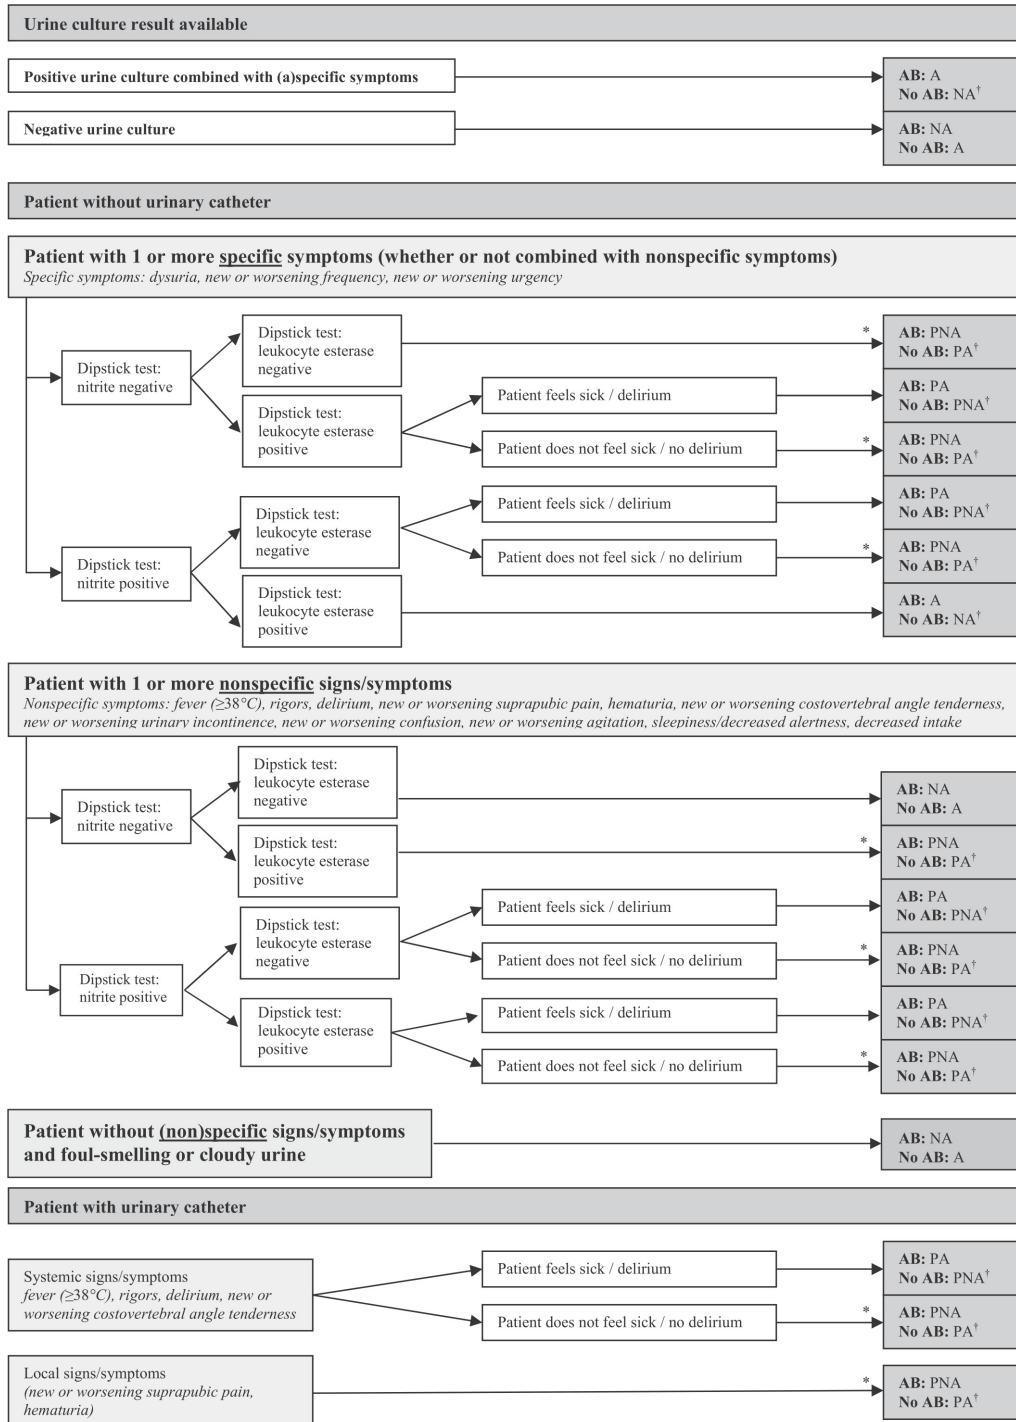 Urine culture result available
Positive urine culture combined with (a)specific symptoms
AB: A
No AB: NA†
Negative urine culture
AB: NA
No AB: A
Patient without urinary catheter
Patient with 1 or more specific symptoms (whether or not combined with nonspecific symptoms)
Specific symptoms: dysuria, new or worsening frequency, new or worsening urgency
Dipstick test:
nitrite negative
Dipstick test:
leukocyte esterase
negative
*
AB: PNA
No AB: PA†
Dipstick test:
leukocyte esterase
positive
Patient feels sick / delirium
AB: PA
No AB: PNA†
Patient does not feel sick / no delirium
*
AB: PNA
No AB: PA†
Dipstick test:
nitrite positive
Dipstick test:
leukocyte esterase
negative
Patient feels sick / delirium
AB: PA
No AB: PNA†
Patient does not feel sick / no delirium
*
AB: PNA
No AB: PA†
Dipstick test:
leukocyte esterase
positive
AB: A
No AB: NA†
Patient with 1 or more nonspecific signs/symptoms
Nonspecific symptoms: fever (≥38°C), rigors, delirium, new or worsening suprapubic pain, hematuria, new or worsening costovertebral angle tenderness,
new or worsening urinary incontinence, new or worsening confusion, new or worsening agitation, sleepiness/decreased alertness, decreased intake
Dipstick test:
nitrite negative
Dipstick test:
leukocyte esterase
negative
AB: NA
No AB: A
Dipstick test:
leukocyte esterase
positive
*
AB: PNA
No AB: PA†
Dipstick test:
nitrite positive
Dipstick test:
leukocyte esterase
negative
Patient feels sick / delirium
AB: PA
No AB: PNA†
Patient does not feel sick / no delirium
*
AB: PNA
No AB: PA†
Dipstick test:
leukocyte esterase
positive
Patient feels sick / delirium
AB: PA
No AB: PNA†
Patient does not feel sick / no delirium
*
AB: PNA
No AB: PA†
Patient without (non)specific signs/symptoms
and foul-smelling or cloudy urine
AB: NA
No AB: A
Patient with urinary catheter
Systemic signs/symptoms
fever (≥38°C), rigors, delirium, new or
worsening costovertebral angle tenderness
Patient feels sick / delirium
AB: PA
No AB: PNA†
Patient does not feel sick / no delirium
*
AB: PNA
No AB: PA†
Local signs/symptoms
(new or worsening suprapubic pain,
hematuria)
*
AB: PNA
No AB: PA†